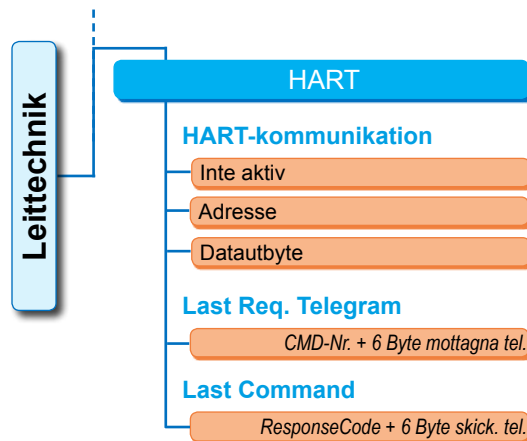 Leittechnik
HART
HART-kommunikation
Inte aktiv
Adresse
Datautbyte
Last Req. Telegram
CMD-Nr. + 6 Byte mottagna tel.
Last Command
ResponseCode + 6 Byte skick. tel.